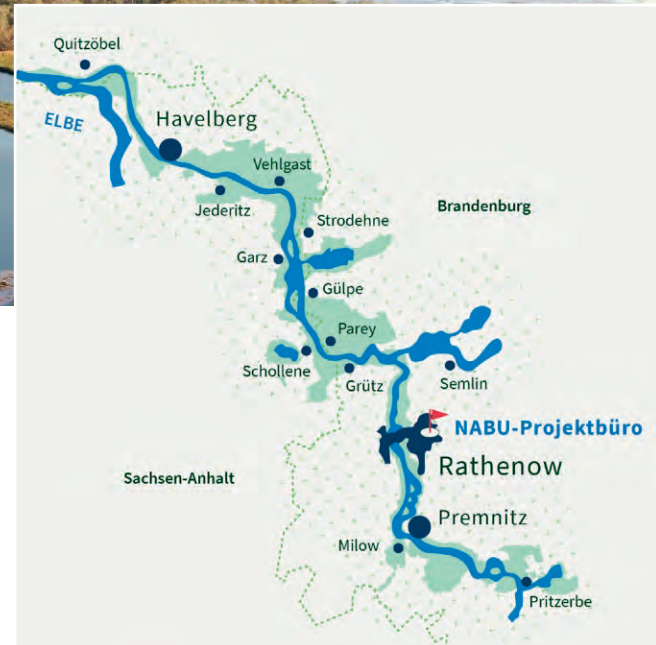 Quitzöbel
ELBE
Havelberg
Vehlgast
Jederitz
Strodehne
Brandenburg
Garz
Gülpe
Parey
Schollene
Grütz
Semlin
NABU-Projektbüro
Rathenow
Sachsen-Anhalt
Premnitz
Milow
Pritzerbe